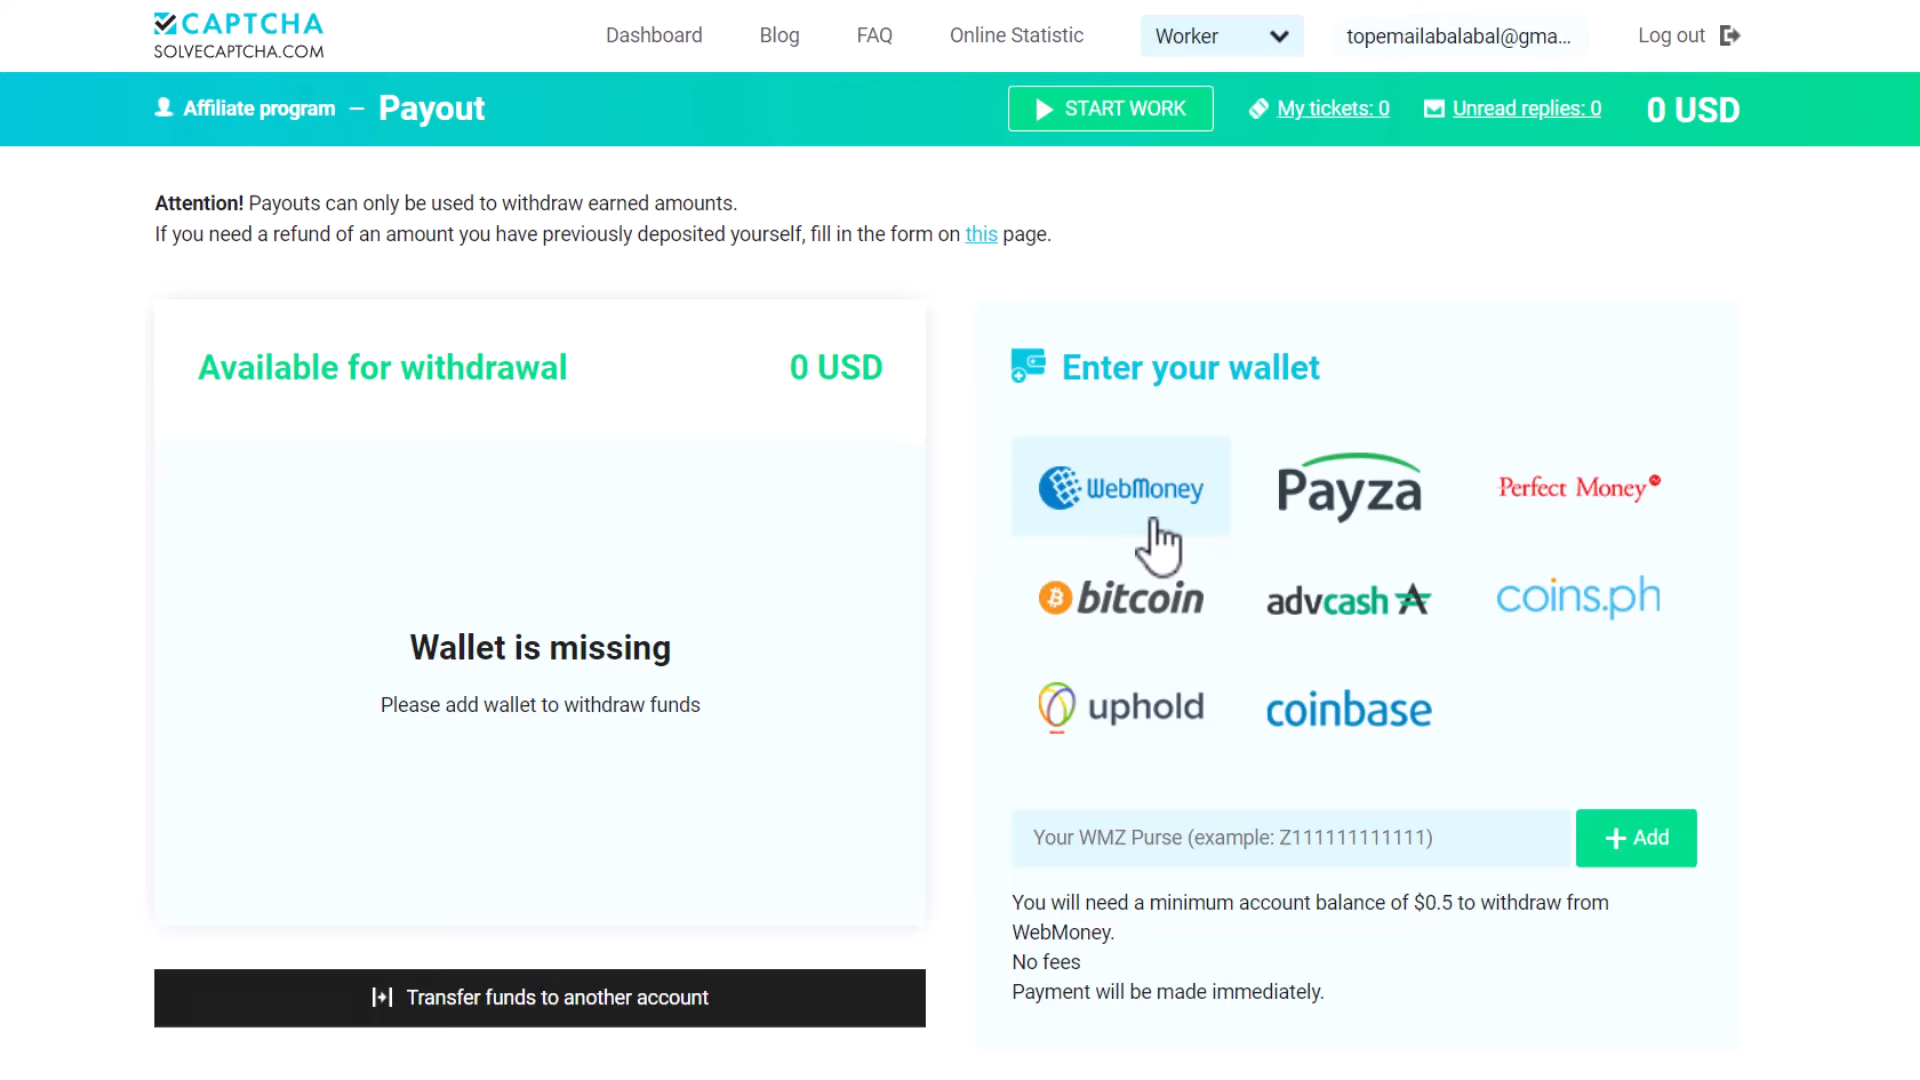 CAPTCHA
SOLVECAPTCHA.COM
Dashboard
Blog
FAQ
Online Statistic
Worker
topemailabalabal@gma...
Log out
Affiliate program – Payout
START WORK
My tickets: 0
Unread replies: 0
0 USD
Attention! Payouts can only be used to withdraw earned amounts.
If you need a refund of an amount you have previously deposited yourself, fill in the form on this page.
Available for withdrawal
0 USD
Wallet is missing
Please add wallet to withdraw funds
Transfer funds to another account
Enter your wallet
WebMoney
Payza
Perfect Money
bitcoin
advcash
coins.ph
uphold
coinbase
Your WMZ Purse (example: Z111111111111)
+ Add
You will need a minimum account balance of $0.5 to withdraw from
WebMoney.
No fees
Payment will be made immediately.